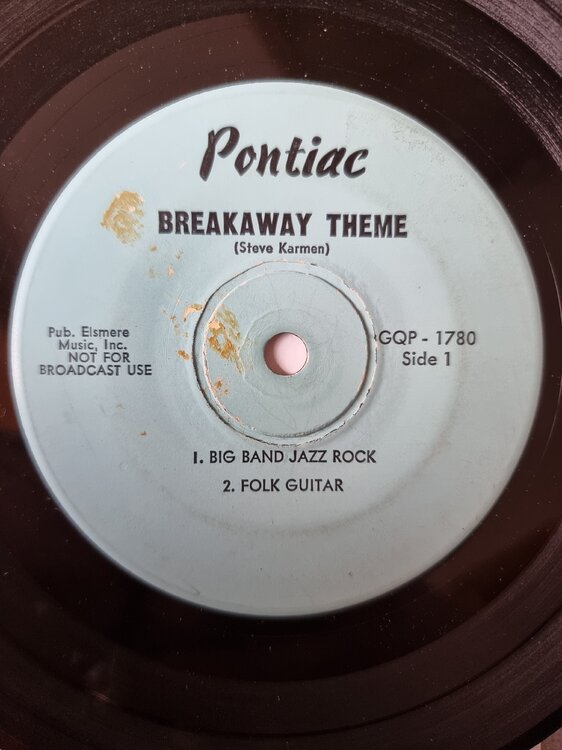 Pontiac
BREAKAWAY THEME
(Steve Karmen)
Pub. Elsmere
Music, Inc.
NOT FOR
BROADCAST USE
GQP - 1780
Side 1
1. BIG BAND JAZZ ROCK
2. FOLK GUITAR